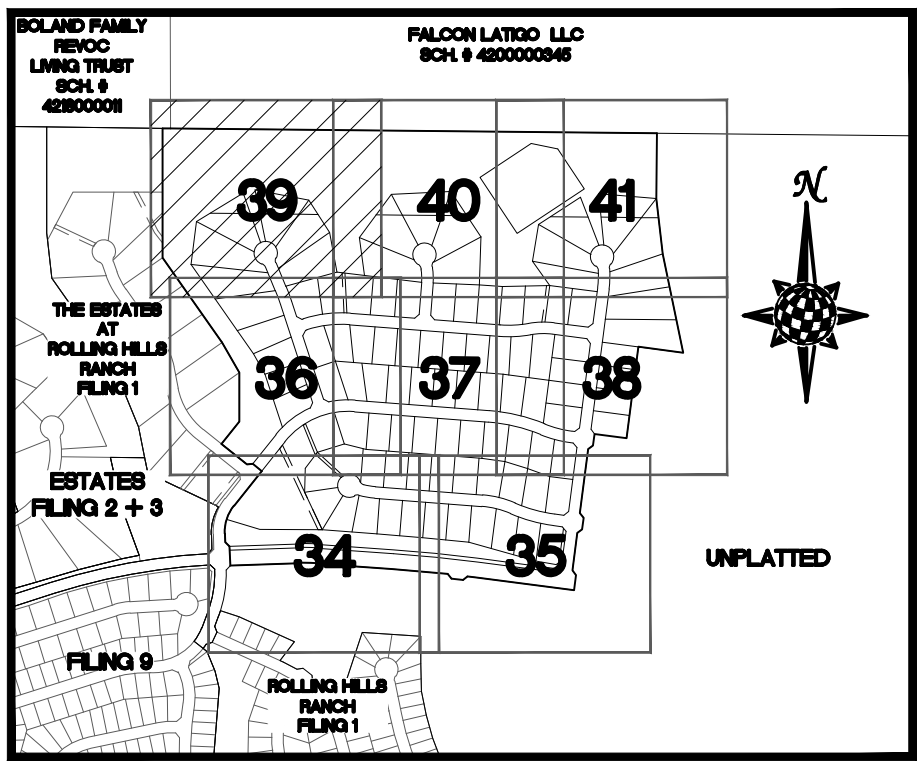 BOLAND FAMILY
REVOC
LIVING TRUST
SCH. #
4218000011
FALCON LATIGO LLC
SCH. # 4200000345
N
39
40
41
THE ESTATES
AT
ROLLING HILLS
RANCH
FILING 1
36
37
38
ESTATES
FILING 2 + 3
34
35
UNPLATTED
FILING 9
ROLLING HILLS
RANCH
FILING 1